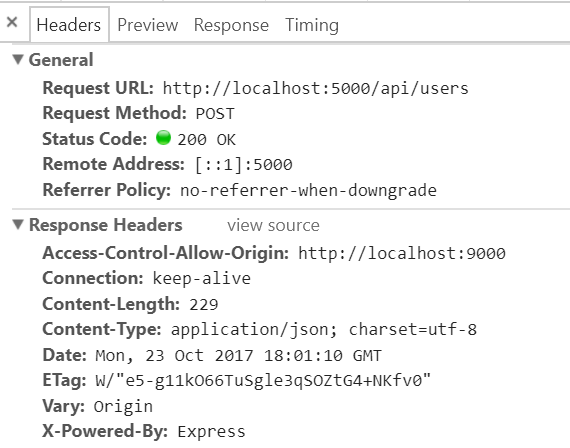 × Headers Preview Response Timing
▼ General
Request URL: http://localhost:5000/api/users
Request Method: POST
Status Code: 200 OK
Remote Address: [::1]:5000
Referrer Policy: no-referrer-when-downgrade
▼ Response Headers view source
Access-Control-Allow-Origin: http://localhost:9000
Connection: keep-alive
Content-Length: 229
Content-Type: application/json; charset=utf-8
Date: Mon, 23 Oct 2017 18:01:10 GMT
ETag: W/"e5-g11kO66TuSgle3qSOZtG4+NKfv0"
Vary: Origin
X-Powered-By: Express